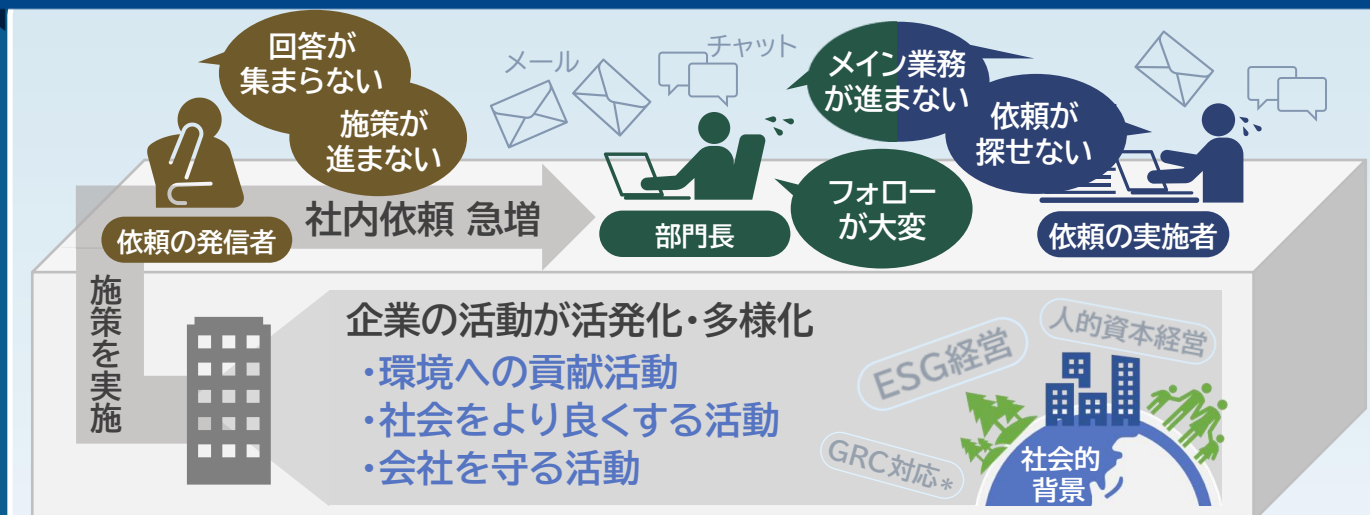 回答が
集まらない
施策が
進まない
メール
チャット
メイン業務
が進まない
依頼が
探せない
フォロー
が大変
依頼の発信者
社内依頼 急増
部門長
依頼の実施者
施策を実施
企業の活動が活発化・多様化
・環境への貢献活動
・社会をより良くする活動
・会社を守る活動
ESG経営
人的資本経営
GRC対応*
社会的
背景